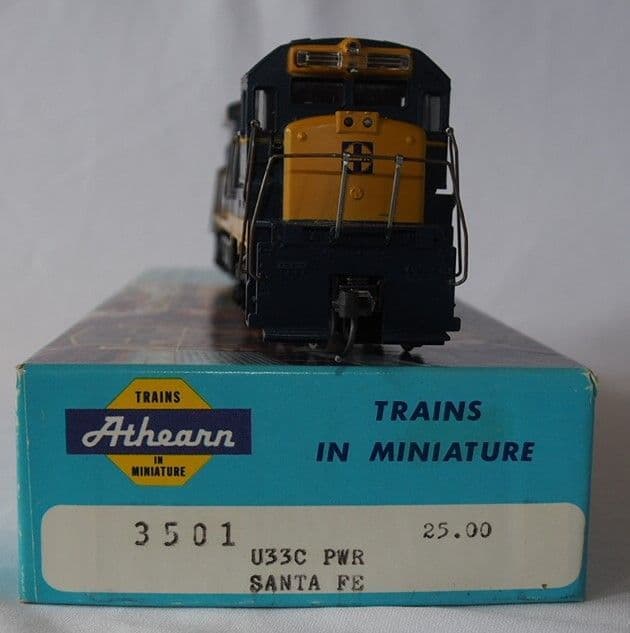 TRAINS
Athearn
IN
MINIATURE
TRAINS
IN MINIATURE
3501
25.00
U33C PWR
SANTA FE